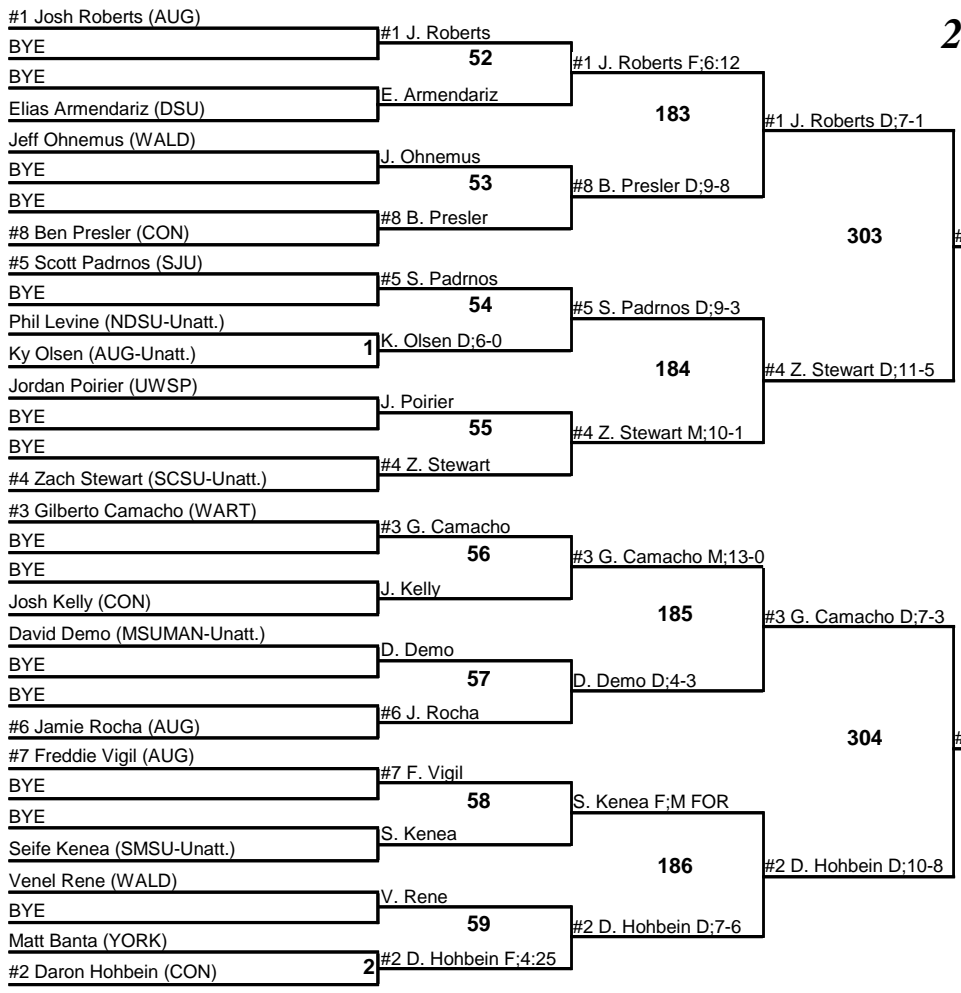 #1 Josh Roberts (AUG)
BYE
BYE
Elias Armendariz (DSU)
Jeff Ohnemus (WALD)
BYE
BYE
#8 Ben Presler (CON)
#5 Scott Padrnos (SJU)
BYE
Phil Levine (NDSU-Unatt.)
Ky Olsen (AUG-Unatt.)
1
Jordan Poirier (UWSP)
BYE
BYE
#4 Zach Stewart (SCSU-Unatt.)
#3 Gilberto Camacho (WART)
BYE
BYE
Josh Kelly (CON)
David Demo (MSUMAN-Unatt.)
BYE
BYE
#6 Jamie Rocha (AUG)
#7 Freddie Vigil (AUG)
BYE
BYE
Seife Kenea (SMSU-Unatt.)
Venel Rene (WALD)
BYE
Matt Banta (YORK)
#2 Daron Hohbein (CON)
2
#1 J. Roberts
52
E. Armendariz
J. Ohnemus
53
#8 B. Presler
#5 S. Padrnos
54
K. Olsen D;6-0
J. Poirier
55
#4 Z. Stewart
#3 G. Camacho
56
J. Kelly
D. Demo
57
#6 J. Rocha
#7 F. Vigil
58
S. Kenea
V. Rene
59
#2 D. Hohbein F;4:25
#1 J. Roberts F;6:12
183
#8 B. Presler D;9-8
#5 S. Padrnos D;9-3
184
#4 Z. Stewart M;10-1
#3 G. Camacho M;13-0
185
D. Demo D;4-3
S. Kenea F;M FOR
186
#2 D. Hohbein D;7-6
#1 J. Roberts D;7-1
303
#4 Z. Stewart D;11-5
#3 G. Camacho D;7-3
304
#2 D. Hohbein D;10-8
2
#
#